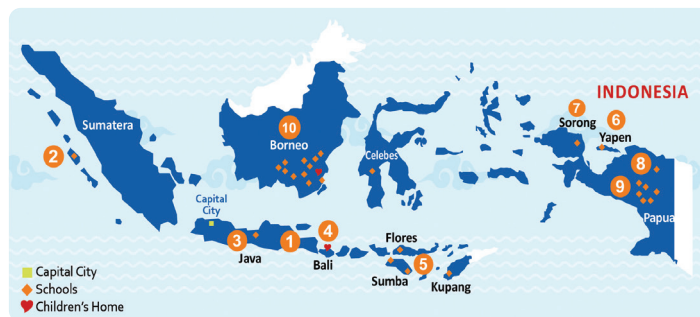 INDONESIA
7
6
Sorong
Yapen
Sumatera
10
Borneo
2
Celebes
8
9
Papua
Capital
City
4
3
1
Flores
5
Java
Bali
Sumba
Kupang
Capital City
Schools
Children's Home